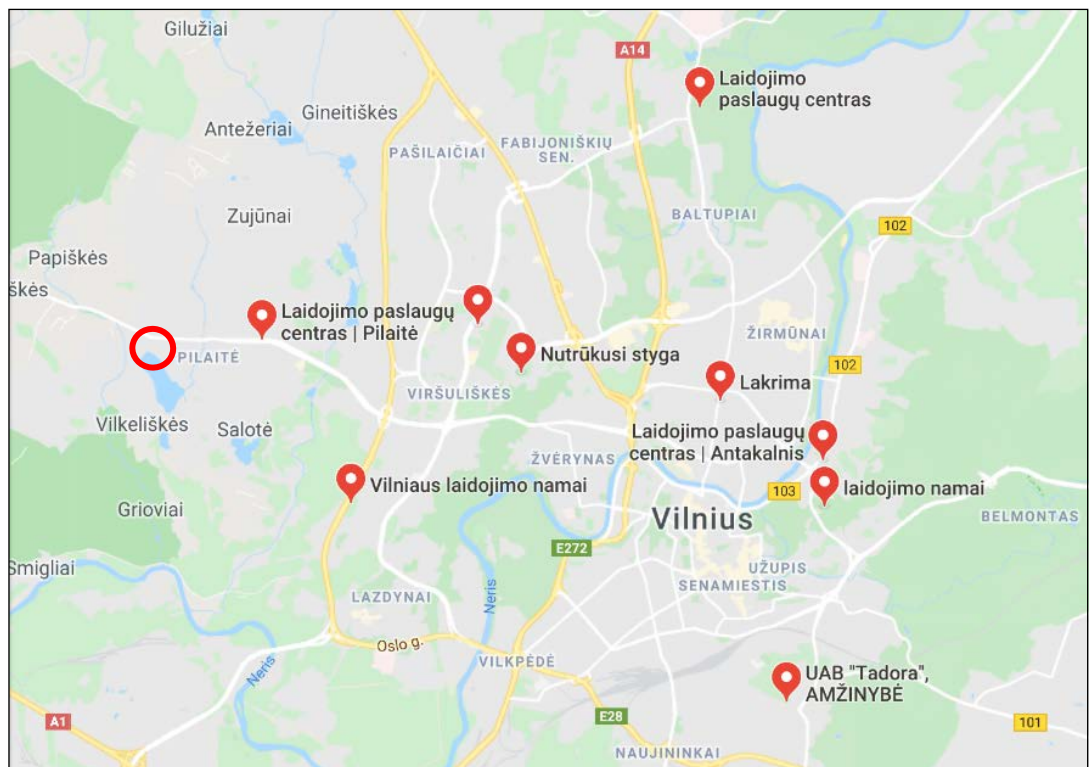 Gilužiai
A14
Laidojimo
paslaugų centras
Gineitiškės
Antežeriai
FABIJONIŠKIŲ
SEN.
PAŠILAIČIAI
Zujūnai
BALTUPIAI
102
Papiškės
škės
Laidojimo paslaugų
centras | Pilaitė
ŽIRMŪNAI
PILAITĖ
Nutrūkusi styga
102
Lakrima
VIRŠULIŠKĖS
Vilkeliškės
Salotė
Laidojimo paslaugų
centras | Antakalnis
ŽVĖRYNAS
Vilniaus laidojimo namai
103
laidojimo namai
Grioviai
Vilnius
BELMONTAS
E272
Smigliai
UŽUPIS
SENAMIESTIS
Neris
LAZDYNAI
Oslo g.
Neris
VILKPĖDĖ
UAB "Tadora",
AMŽINYBĖ
A1
E28
101
NAUJININKAI